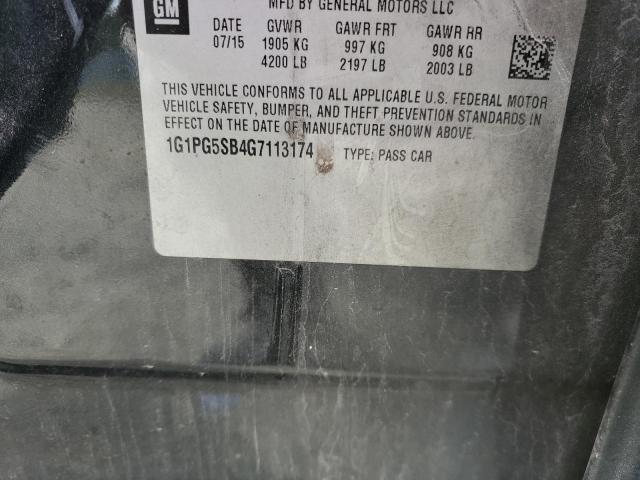 GM
MFD BY GENERAL MOTORS LLC
DATE GVWR GAWR FRT GAWR RR
07/15 1905 KG 997 KG 908 KG
4200 LB 2197 LB 2003 LB
THIS VEHICLE CONFORMS TO ALL APPLICABLE U.S. FEDERAL MOTOR
VEHICLE SAFETY, BUMPER, AND THEFT PREVENTION STANDARDS IN
EFFECT ON THE DATE OF MANUFACTURE SHOWN ABOVE.
1G1PG5SB4G7113174 TYPE: PASS CAR